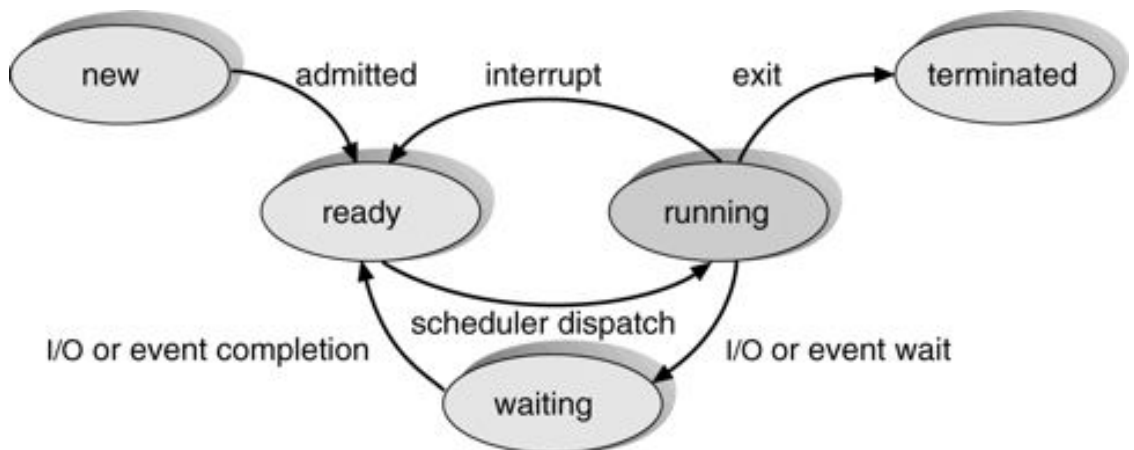 new
admitted
interrupt
exit
terminated
ready
running
scheduler dispatch
I/O or event completion
I/O or event wait
waiting